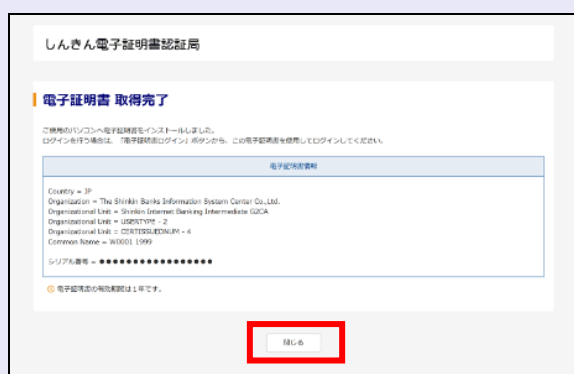 しんきん電子証明書認証局
電子証明書 取得完了
ご使用のパソコンへ電子証明書をインストールしました。
ログインを行う場合は、「電子証明書ログイン」ボタンから、この電子証明書を使用してログインしてください。
電子証明書情報
Country = JP
Organization = The Shinkin Banks Information System Center Co.,Ltd.
Organizational Unit = Shinkin Internet Banking Intermediate G2CA
Organizational Unit = USERTYPE - 2
Organizational Unit = CERTISSUEDNUM - 4
Common Name = W0001 1999
シリアル番号 = ●●●●●●●●●●●●●●●●●
電子証明書の有効期間は1年です。
閉じる